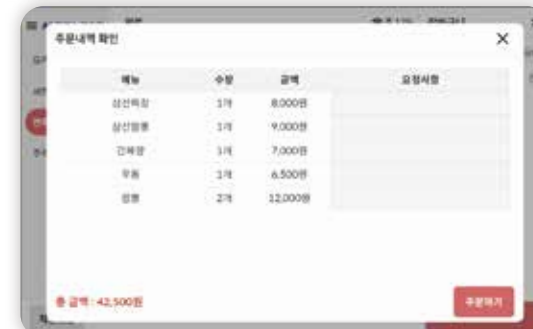 주문내역 확인
메뉴 수량 금액 요청사항
삼선짜장 1개 8,000원
삼선짬뽕 1개 9,000원
간짜장 1개 7,000원
우동 1개 6,500원
짬뽕 2개 12,000원
총 금액 : 42,500원
주문하기